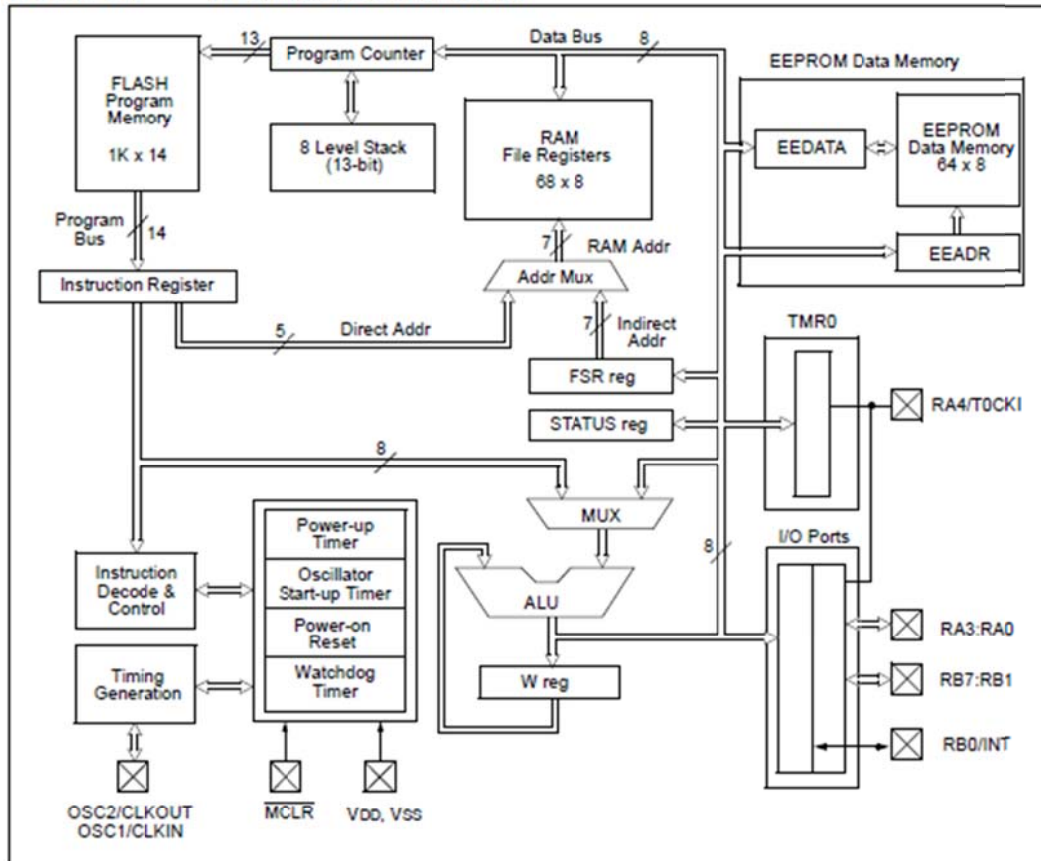 13
Program Counter
Data Bus
8
EEPROM Data Memory
FLASH
Program
Memory
1K x 14
8 Level Stack
(13-bit)
RAM
File Registers
68 x 8
EEDATA
EEPROM
Data Memory
64 x 8
EEADR
Program
Bus
14
7
RAM Addr
Addr Mux
Instruction Register
5
Direct Addr
7
Indirect
Addr
TMR0
FSR reg
STATUS reg
RA4/T0CKI
8
MUX
8
I/O Ports
Power-up
Timer
Oscillator
Start-up Timer
Power-on
Reset
Watchdog
Timer
Instruction
Decode &
Control
Timing
Generation
ALU
W reg
RA3:RA0
RB7:RB1
RB0/INT
OSC2/CLKOUT
OSC1/CLKIN
MCLR
VDD, VSS